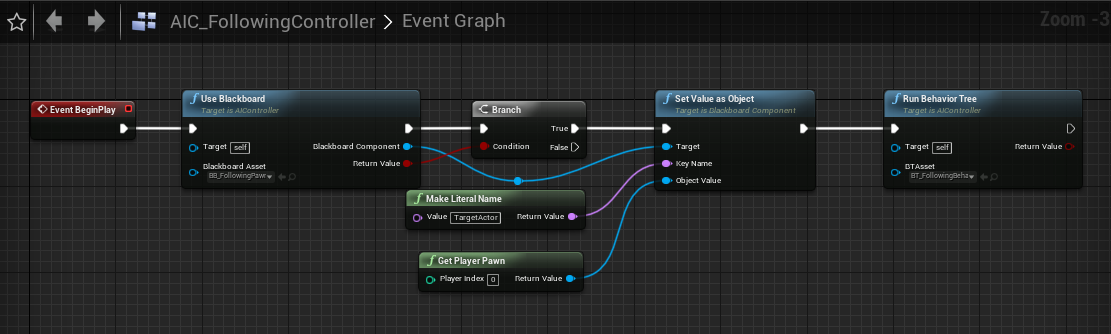 AIC_FollowingController > Event Graph
Zoom -3
Event BeginPlay
Use Blackboard
Target is AIController
Target self
Blackboard Component
Return Value
Blackboard Asset
BB_FollowingPawr
Branch
True
Condition
False
Set Value as Object
Target is Blackboard Component
Target
Key Name
Object Value
Run Behavior Tree
Target is AIController
Target self
Return Value
BTAsset
BT_FollowingBeha
Make Literal Name
Value TargetActor Return Value
Get Player Pawn
Player Index 0 Return Value